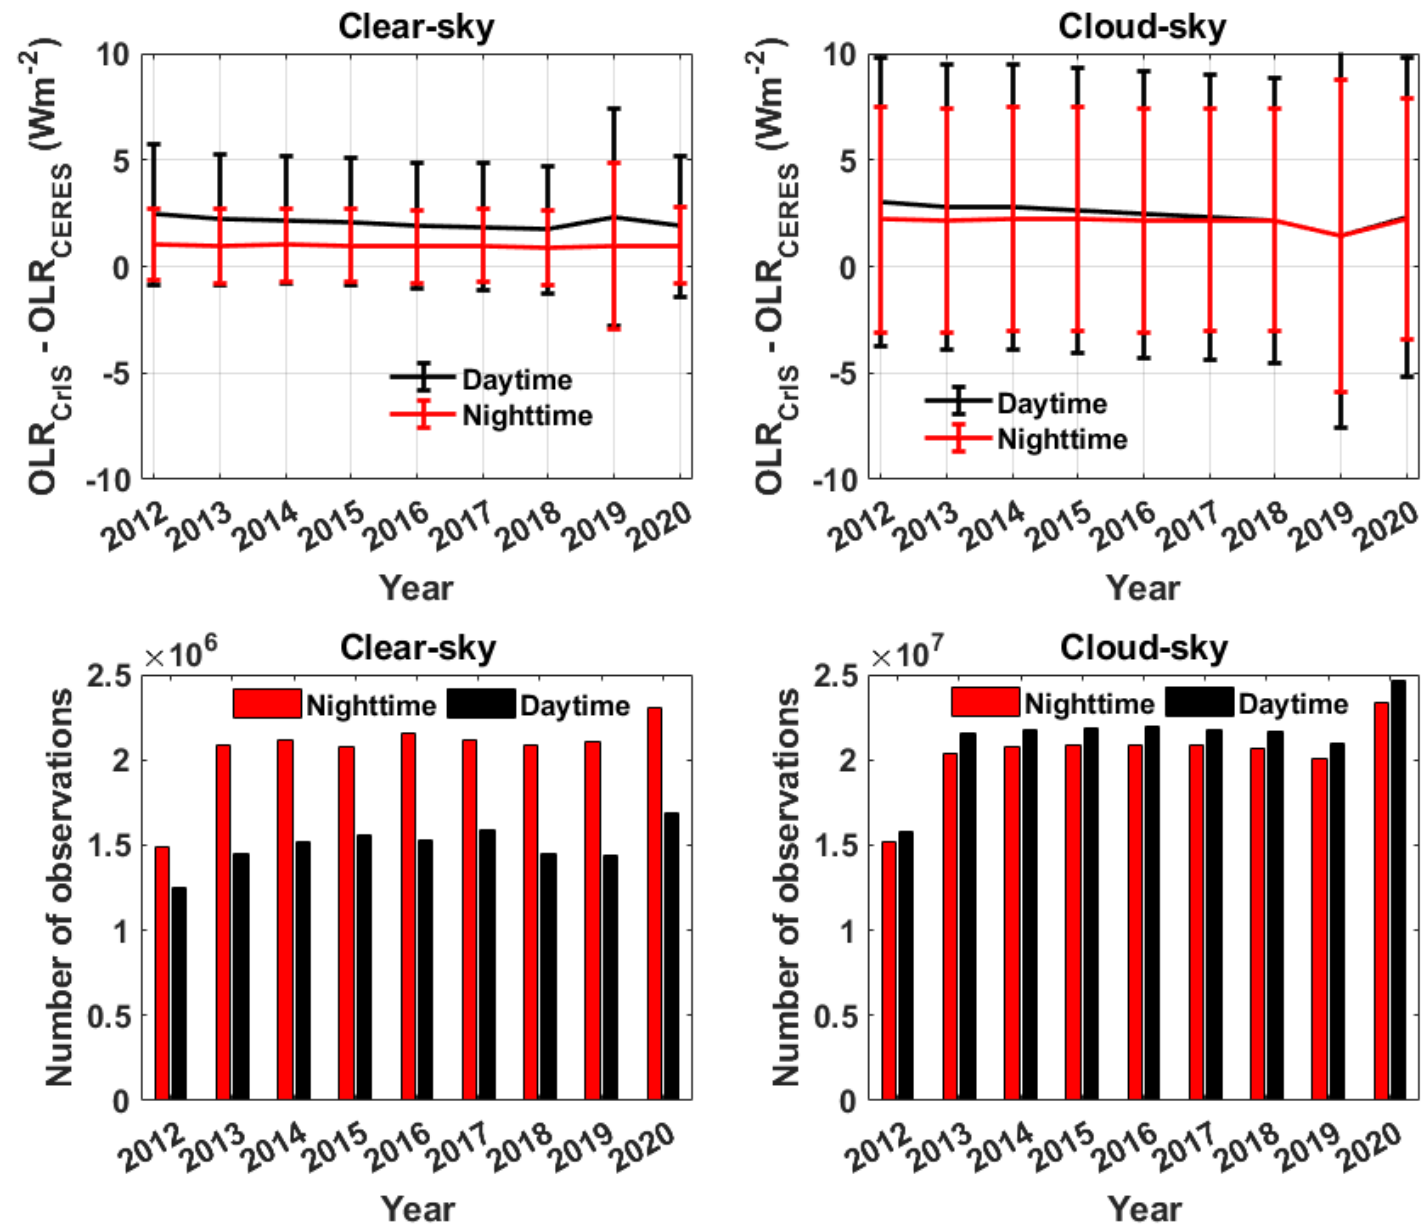 Clear-sky
OLR_CrIS - OLR_CERES (Wm^-2)
10
5
0
-5
-10
Daytime
Nighttime
2012 2013 2014 2015 2016 2017 2018 2019 2020
Year
Cloud-sky
OLR_CrIS - OLR_CERES (Wm^-2)
10
5
0
-5
-10
Daytime
Nighttime
2012 2013 2014 2015 2016 2017 2018 2019 2020
Year
×10^6
Clear-sky
Number of observations
2.5
2
1.5
1
0.5
0
Nighttime Daytime
2012 2013 2014 2015 2016 2017 2018 2019 2020
Year
×10^7
Cloud-sky
Number of observations
2.5
2
1.5
1
0.5
0
Nighttime Daytime
2012 2013 2014 2015 2016 2017 2018 2019 2020
Year